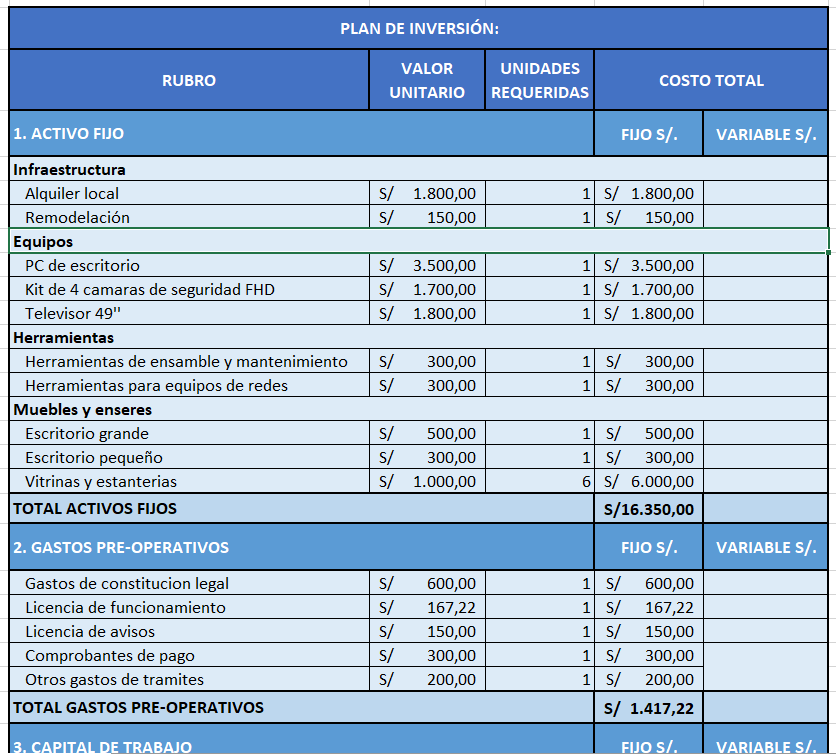 PLAN DE INVERSIÓN:
RUBRO VALOR UNITARIO UNIDADES REQUERIDAS COSTO TOTAL
1. ACTIVO FIJO FIJO S/. VARIABLE S/.
Infraestructura
Alquiler local S/ 1.800,00 1 S/ 1.800,00
Remodelación S/ 150,00 1 S/ 150,00
Equipos
PC de escritorio S/ 3.500,00 1 S/ 3.500,00
Kit de 4 camaras de seguridad FHD S/ 1.700,00 1 S/ 1.700,00
Televisor 49'' S/ 1.800,00 1 S/ 1.800,00
Herramientas
Herramientas de ensamble y mantenimiento S/ 300,00 1 S/ 300,00
Herramientas para equipos de redes S/ 300,00 1 S/ 300,00
Muebles y enseres
Escritorio grande S/ 500,00 1 S/ 500,00
Escritorio pequeño S/ 300,00 1 S/ 300,00
Vitrinas y estanterias S/ 1.000,00 6 S/ 6.000,00
TOTAL ACTIVOS FIJOS S/16.350,00
2. GASTOS PRE-OPERATIVOS FIJO S/. VARIABLE S/.
Gastos de constitucion legal S/ 600,00 1 S/ 600,00
Licencia de funcionamiento S/ 167,22 1 S/ 167,22
Licencia de avisos S/ 150,00 1 S/ 150,00
Comprobantes de pago S/ 300,00 1 S/ 300,00
Otros gastos de tramites S/ 200,00 1 S/ 200,00
TOTAL GASTOS PRE-OPERATIVOS S/ 1.417,22
3. CAPITAL DE TRABAJO FIJO S/. VARIABLE S/.